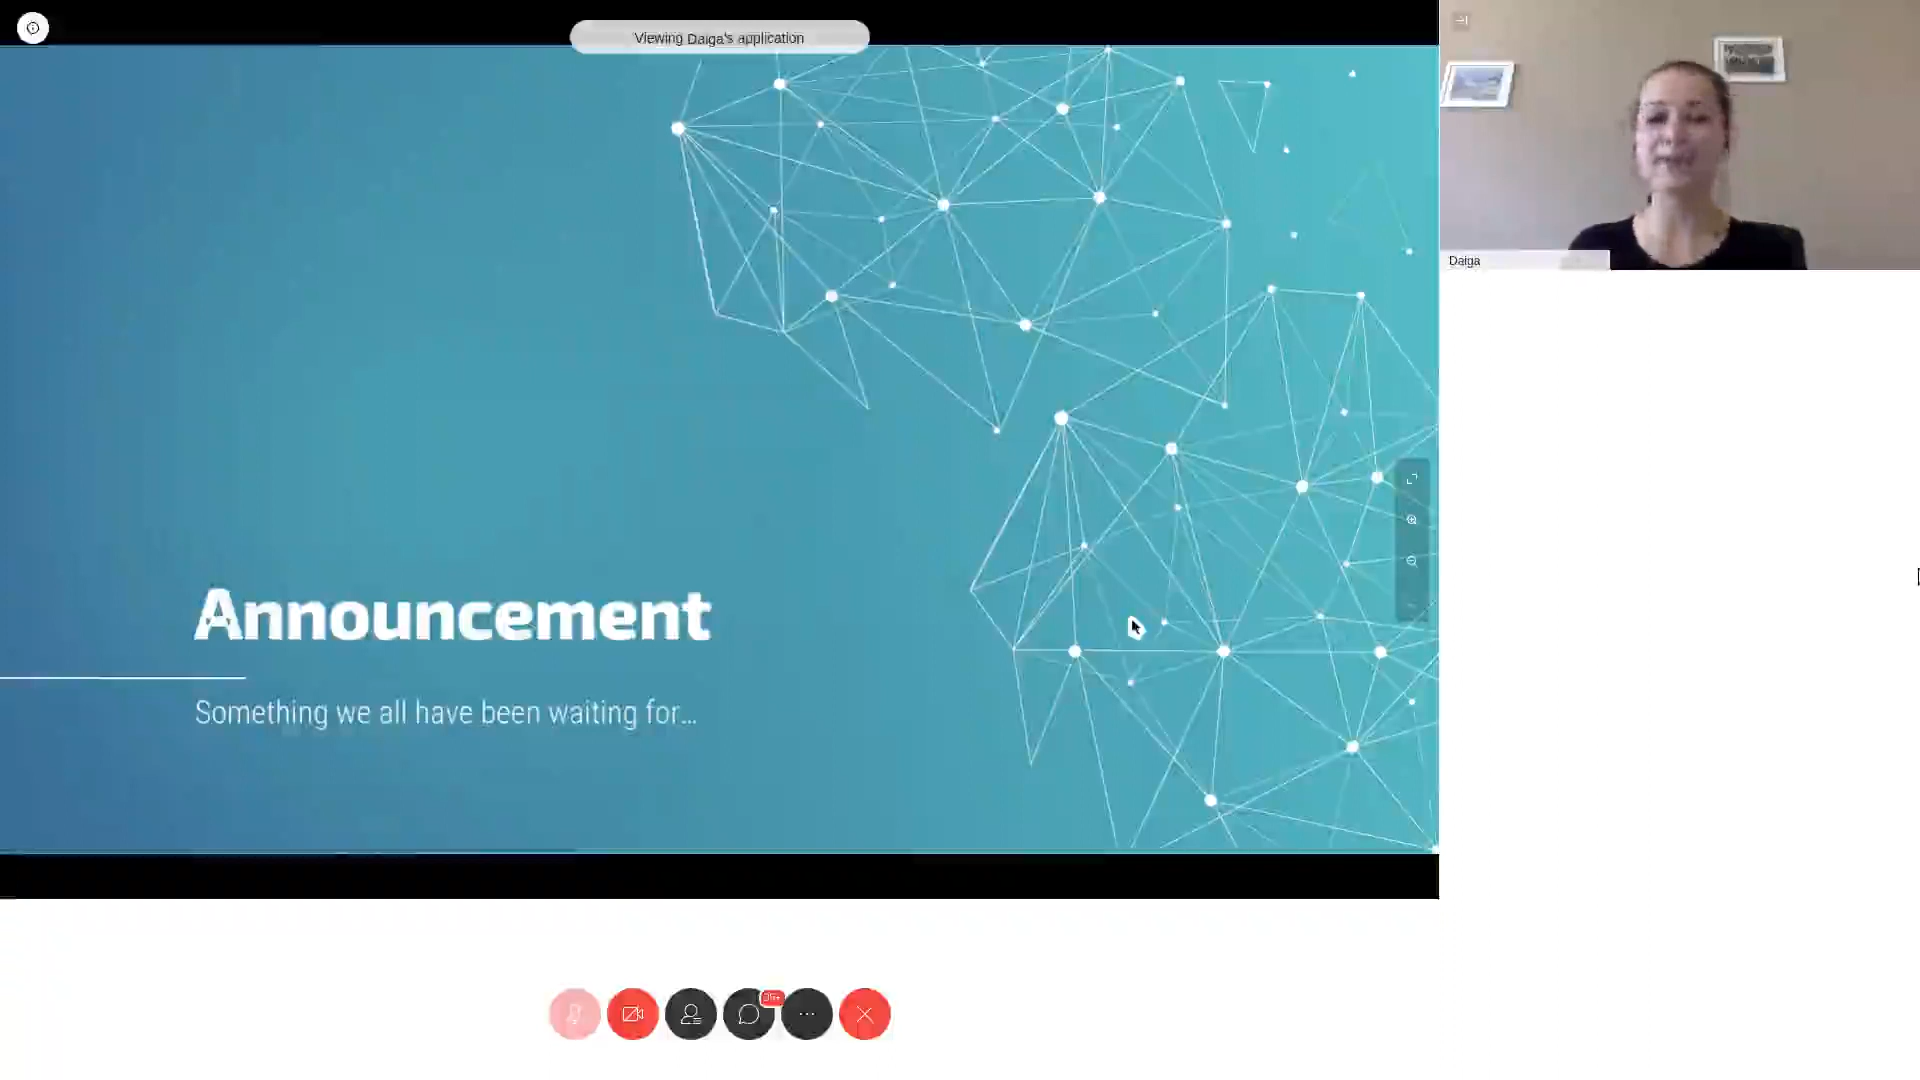 Viewing Daiga's application
Daiga
Announcement
Something we all have been waiting for...